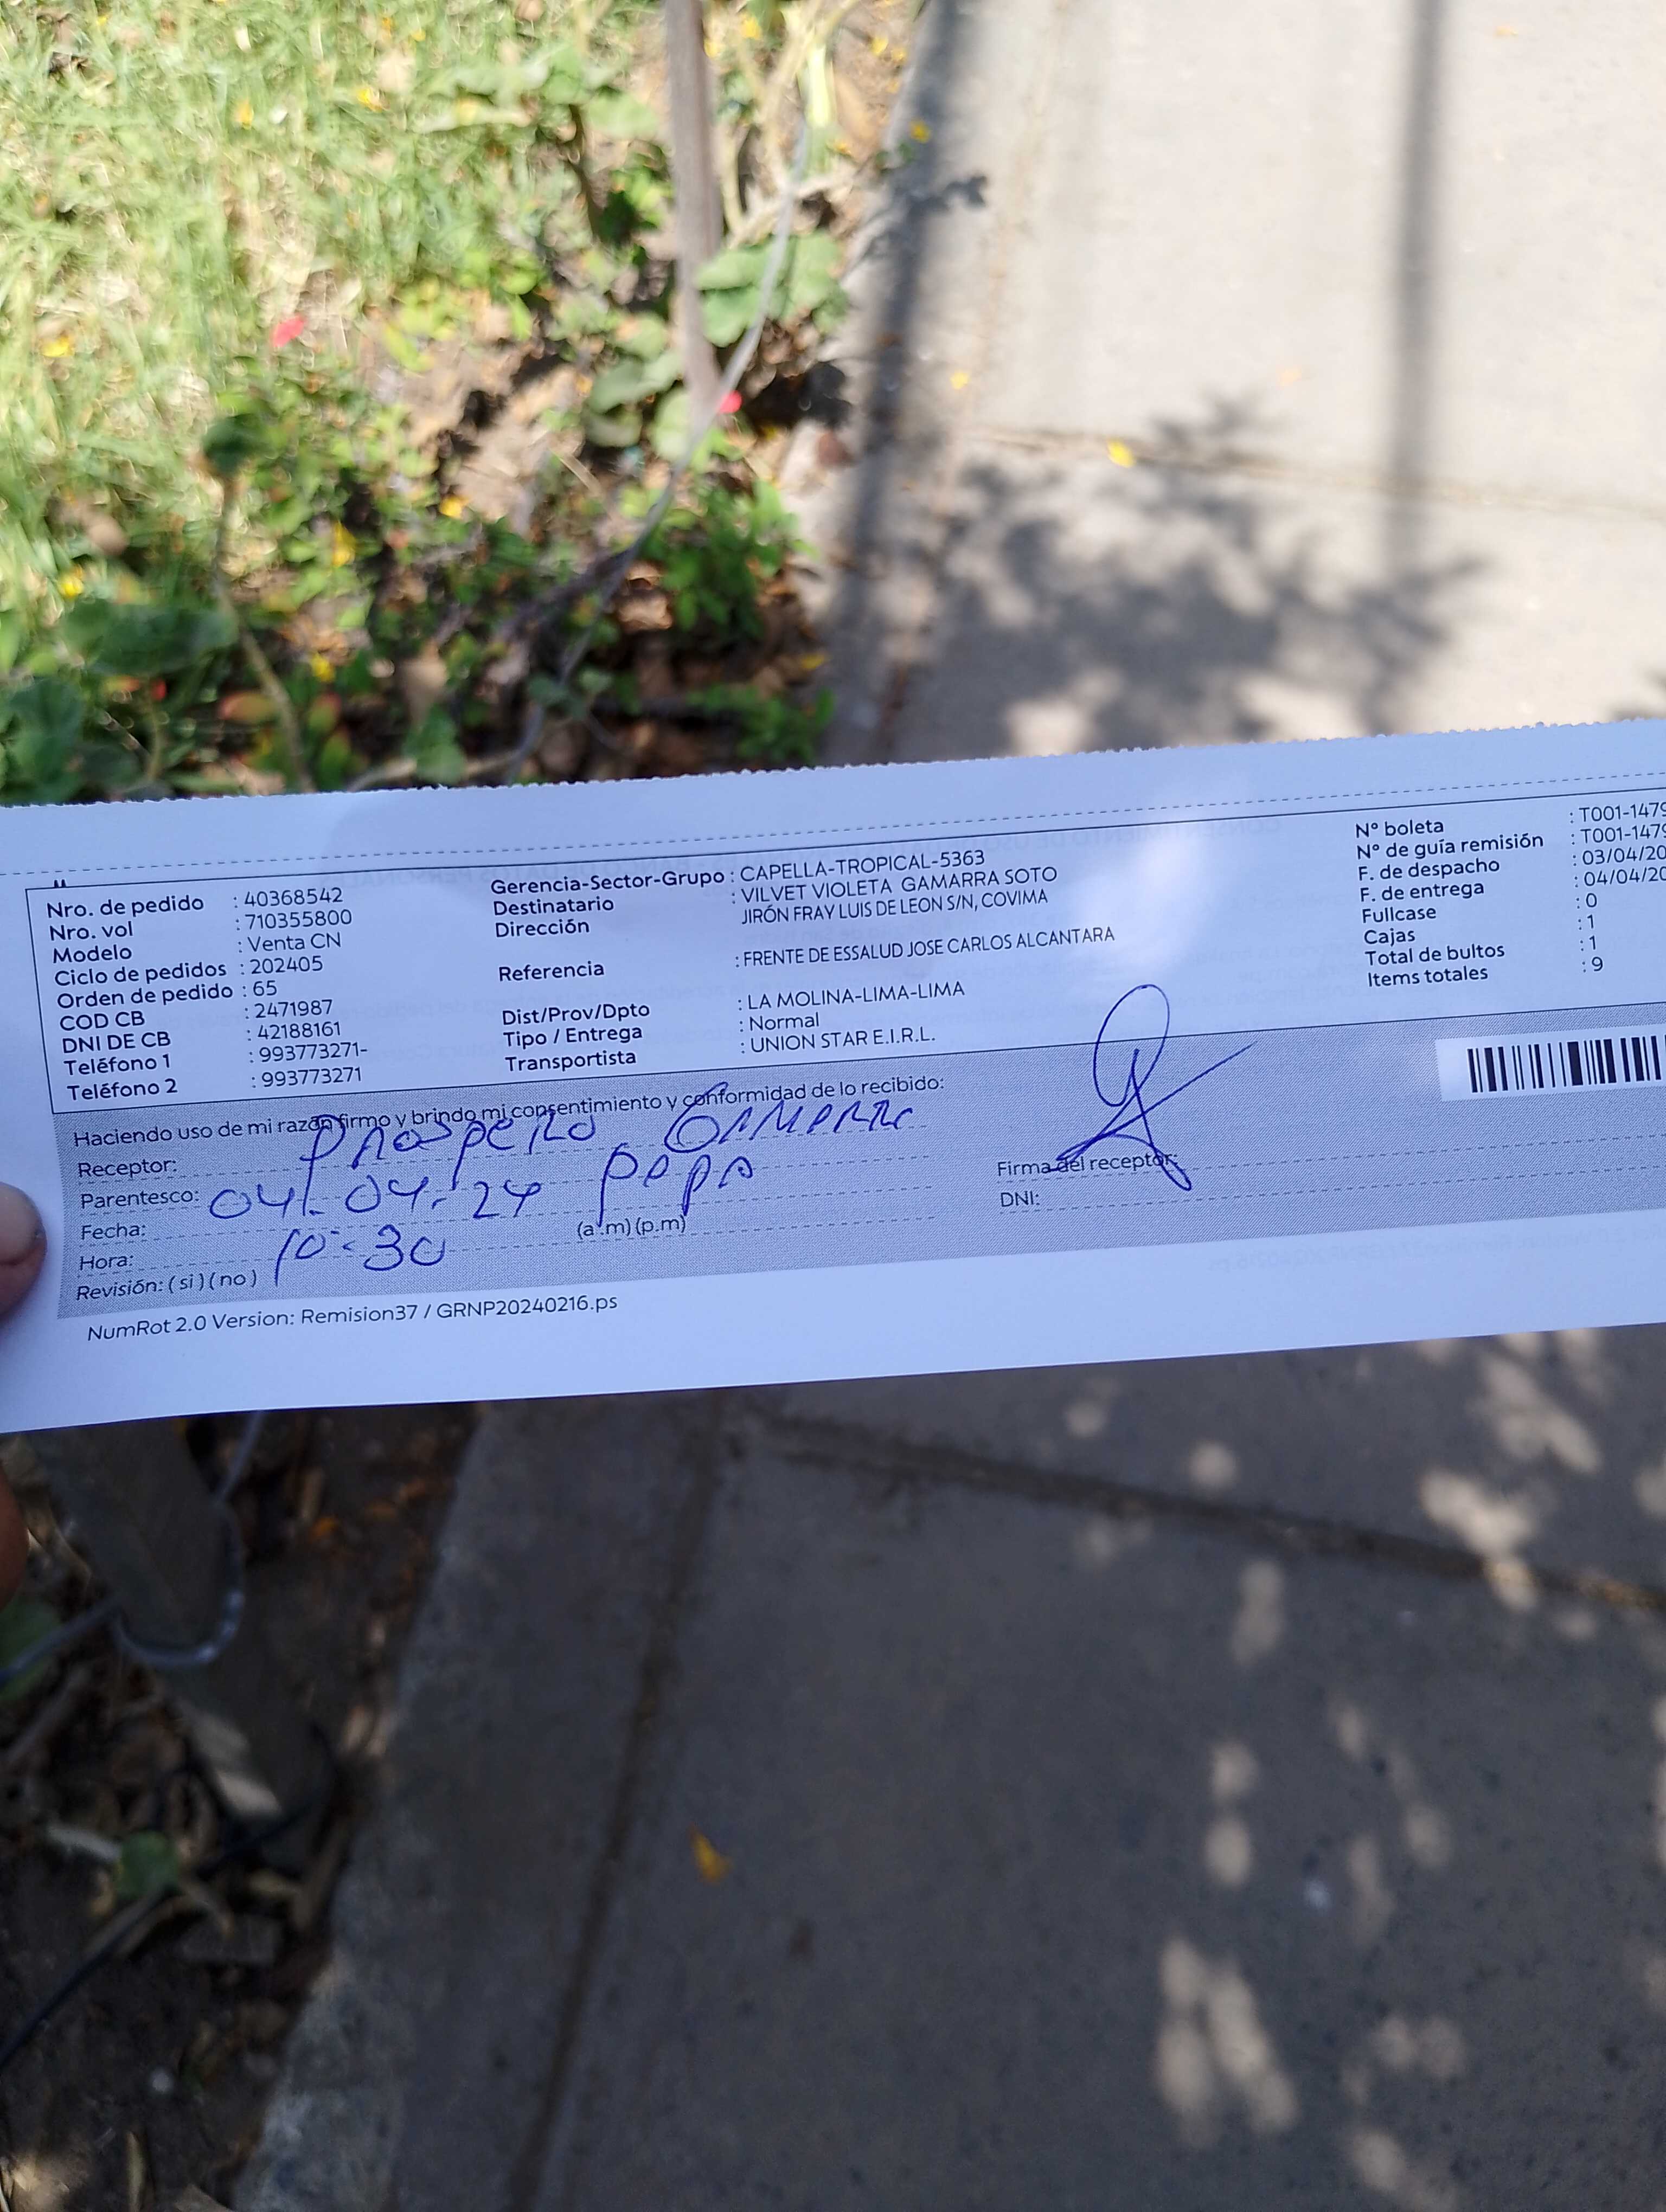 Nro. de pedido : 40368542
Nro. vol : 710355800
Modelo : Venta CN
Ciclo de pedidos : 202405
Orden de pedido : 65
COD CB : 2471987
DNI DE CB : 42188161
Teléfono 1 : 993773271-
Teléfono 2 : 993773271
Gerencia-Sector-Grupo : CAPELLA-TROPICAL-5363
Destinatario : VILVET VIOLETA GAMARRA SOTO
Dirección JIRÓN FRAY LUIS DE LEON S/N, COVIMA
Referencia : FRENTE DE ESSALUD JOSE CARLOS ALCANTARA
Dist/Prov/Dpto : LA MOLINA-LIMA-LIMA
Tipo / Entrega : Normal
Transportista : UNION STAR E.I.R.L.
N° boleta : T001-1479
N° de guía remisión : T001-1479
F. de despacho : 03/04/20
F. de entrega : 04/04/20
Fullcase : 0
Cajas : 1
Total de bultos : 1
Items totales : 9
Haciendo uso de mi razón firmo y brindo mi consentimiento y conformidad de lo recibido:
Receptor: Prospero Gamarra
Parentesco: papa
Fecha: 04-04-24
Hora: 10:30 (a.m) (p.m)
Revisión: ( si ) ( no )
Firma del receptor:
DNI:
NumRot 2.0 Version: Remision37 / GRNP20240216.ps